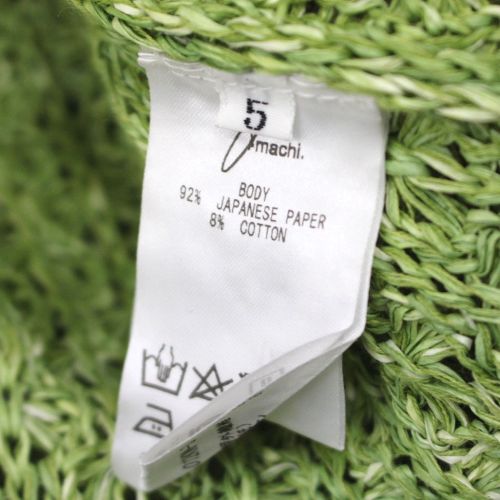 5
machi.
BODY
92% JAPANESE PAPER
8% COTTON